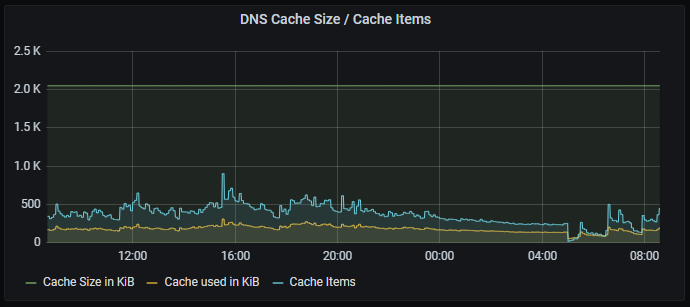 DNS Cache Size / Cache Items
2.5 K
2.0 K
1.5 K
1.0 K
500
0
12:00 16:00 20:00 00:00 04:00 08:00
Cache Size in KiB Cache used in KiB Cache Items